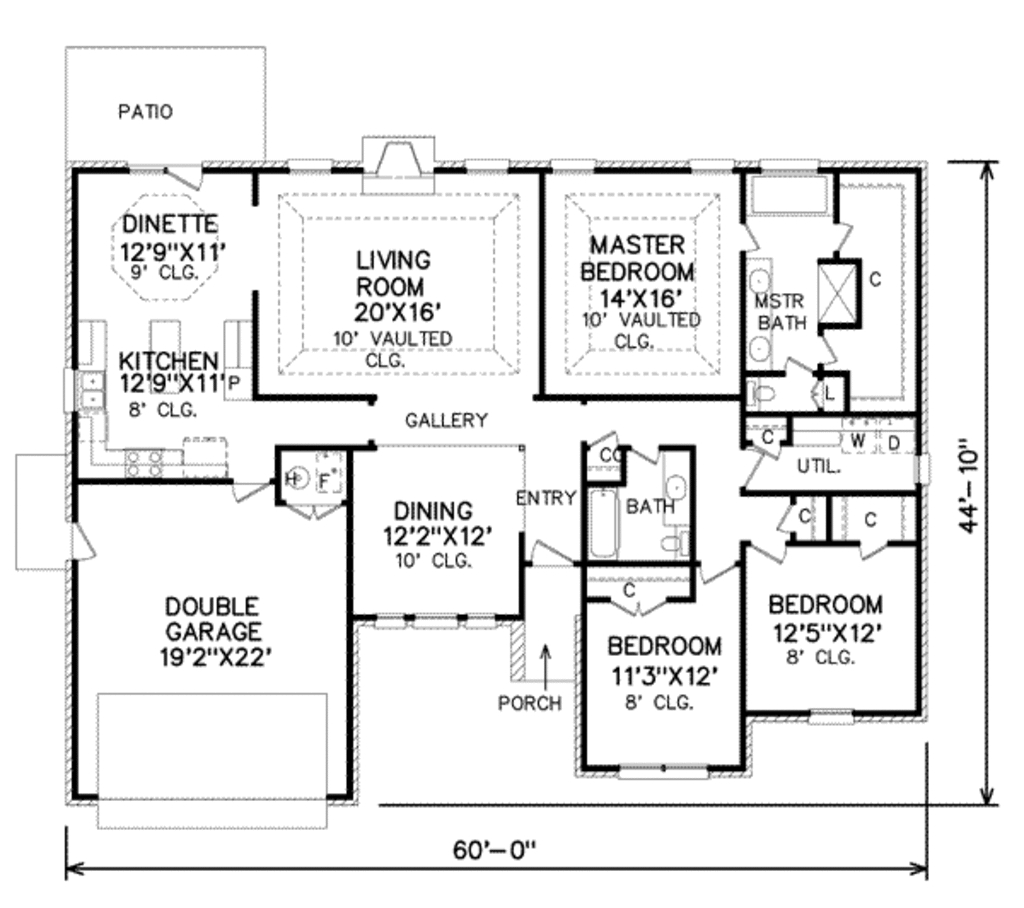 PATIO
DINETTE
12'9"X11'
9' CLG.
LIVING
ROOM
20'X16'
10' VAULTED
CLG.
MASTER
BEDROOM
14'X16'
10' VAULTED
CLG.
MSTR
BATH
C
KITCHEN
12'9"X11'
8' CLG.
P
L
GALLERY
C
W
D
UTIL.
H
F
CO
BATH
ENTRY
DINING
12'2"X12'
10' CLG.
C
C
C
DOUBLE
GARAGE
19'2"X22'
BEDROOM
11'3"X12'
8' CLG.
BEDROOM
12'5"X12'
8' CLG.
PORCH
44'-10"
60'-0"